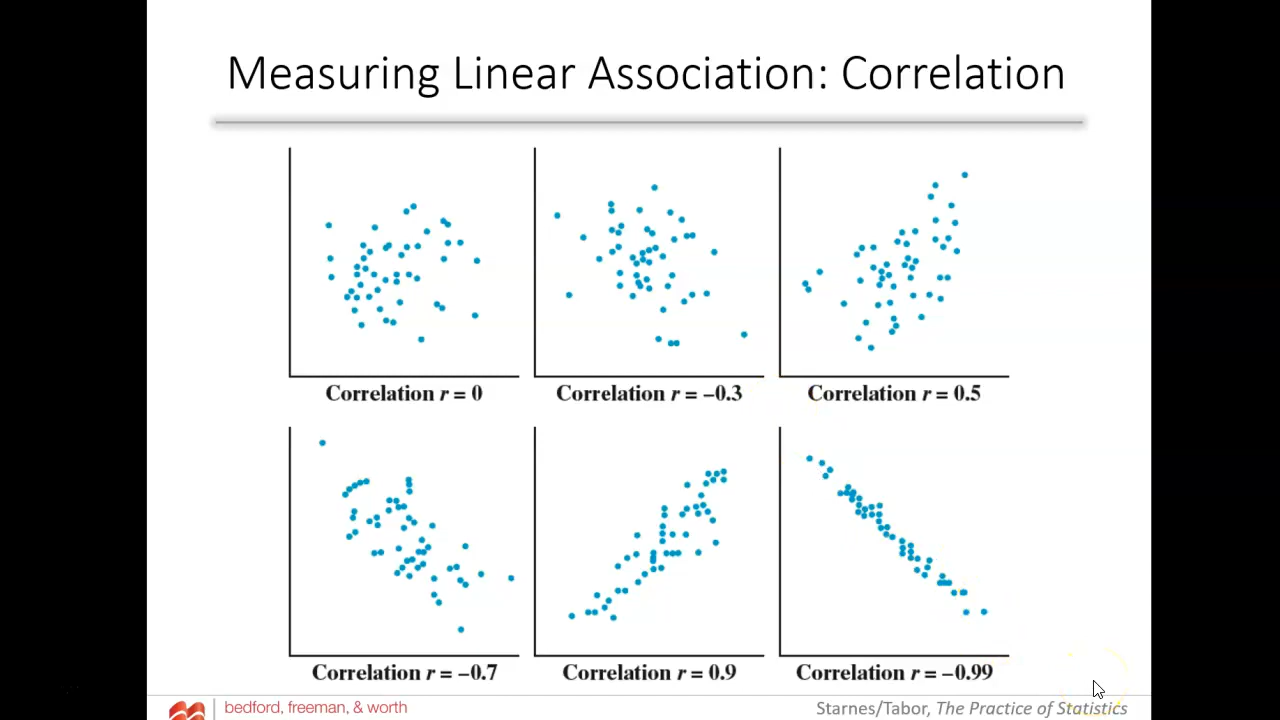 Measuring Linear Association: Correlation
Correlation r = 0
Correlation r = −0.3
Correlation r = 0.5
Correlation r = −0.7
Correlation r = 0.9
Correlation r = −0.99
bedford, freeman, & worth
Starnes/Tabor, The Practice of Statistics